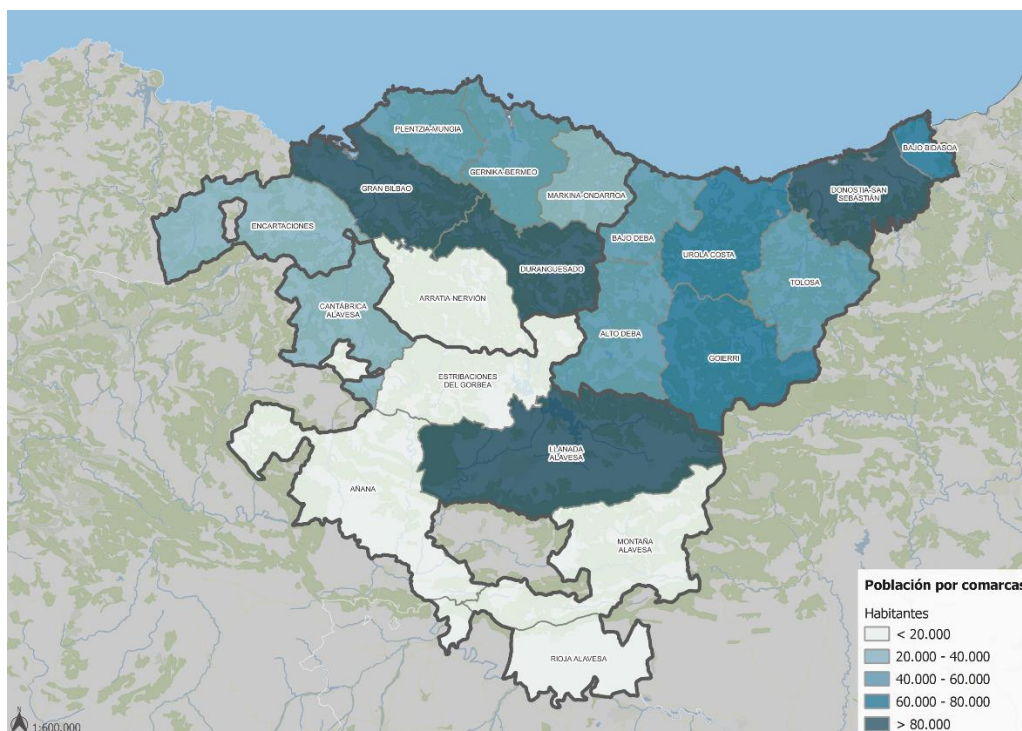 PLENTZIA-MUNGIA
BAJO BIDASOA
GERNIKA-BERMEO
GRAN BILBAO
MARKINA-ONDARROA
DONOSTIA-SAN
SEBASTIÁN
ENCARTACIONES
BAJO DEBA
UROLA COSTA
DURANGUESADO
TOLOSA
ARRATIA-NERVIÓN
CANTÁBRICA
ALAVESA
ALTO DEBA
GOIERRI
ESTRIBACIONES
DEL GORBEA
LLANADA
ALAVESA
AÑANA
MONTAÑA
ALAVESA
RIOJA ALAVESA
Población por comarcas
Habitantes
< 20.000
20.000 - 40.000
40.000 - 60.000
60.000 - 80.000
> 80.000
N
1:600.000